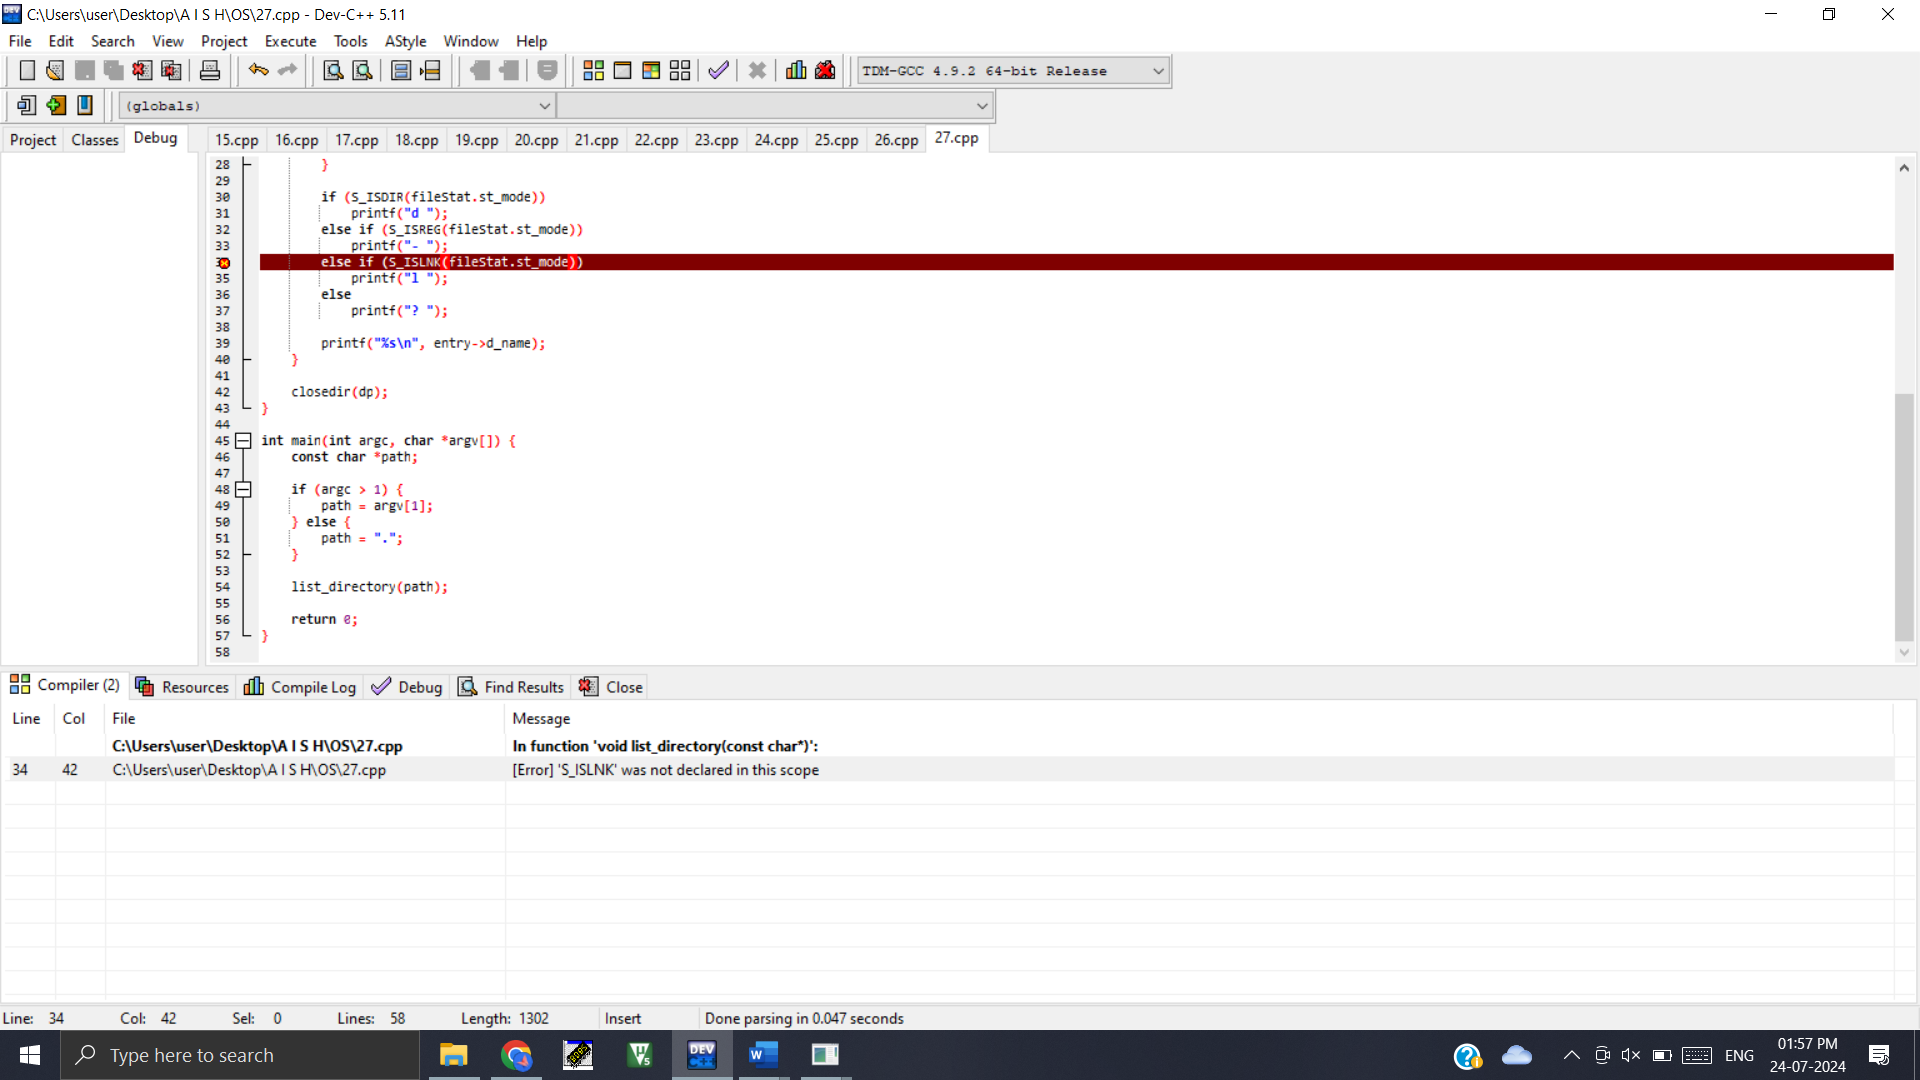 C:\Users\user\Desktop\A I S H\OS\27.cpp - Dev-C++ 5.11
File Edit Search View Project Execute Tools AStyle Window Help
TDM-GCC 4.9.2 64-bit Release
(globals)
Project Classes Debug 15.cpp 16.cpp 17.cpp 18.cpp 19.cpp 20.cpp 21.cpp 22.cpp 23.cpp 24.cpp 25.cpp 26.cpp 27.cpp
28 }
29
30 if (S_ISDIR(fileStat.st_mode))
31 printf("d ");
32 else if (S_ISREG(fileStat.st_mode))
33 printf("- ");
else if (S_ISLNK(fileStat.st_mode))
35 printf("l ");
36 else
37 printf("? ");
38
39 printf("%s\n", entry->d_name);
40 }
41
42 closedir(dp);
43 }
44
45 int main(int argc, char *argv[]) {
46 const char *path;
47
48 if (argc > 1) {
49 path = argv[1];
50 } else {
51 path = ".";
52 }
53
54 list_directory(path);
55
56 return 0;
57 }
58
Compiler (2) Resources Compile Log Debug Find Results Close
Line Col File Message
C:\Users\user\Desktop\A I S H\OS\27.cpp In function 'void list_directory(const char*)':
34 42 C:\Users\user\Desktop\A I S H\OS\27.cpp [Error] 'S_ISLNK' was not declared in this scope
Line: 34 Col: 42 Sel: 0 Lines: 58 Length: 1302 Insert Done parsing in 0.047 seconds
Type here to search
DEV
C++
ENG
01:57 PM
24-07-2024